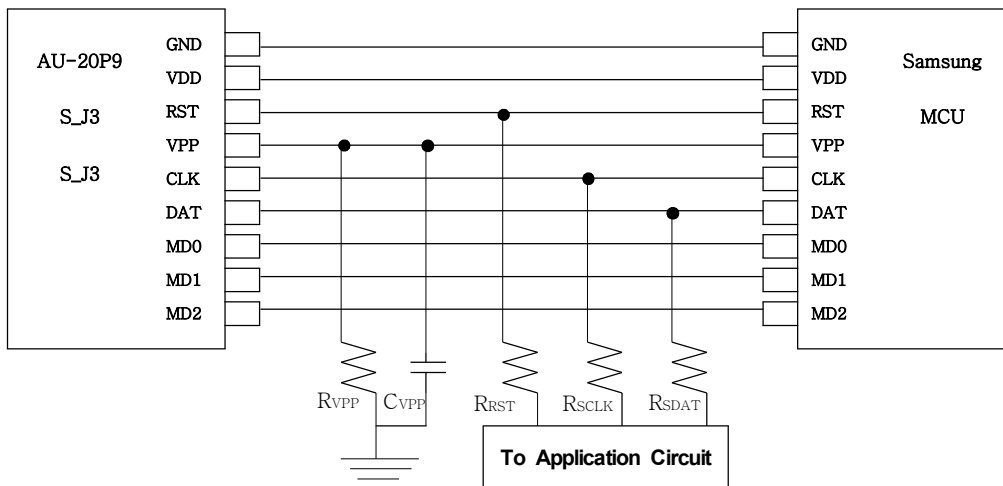 AU-20P9
S_J3
S_J3
GND
VDD
RST
VPP
CLK
DAT
MD0
MD1
MD2
GND
VDD
RST
VPP
CLK
DAT
MD0
MD1
MD2
Samsung
MCU
RVPP
CVPP
RRST
RSCLK
RSDAT
To Application Circuit